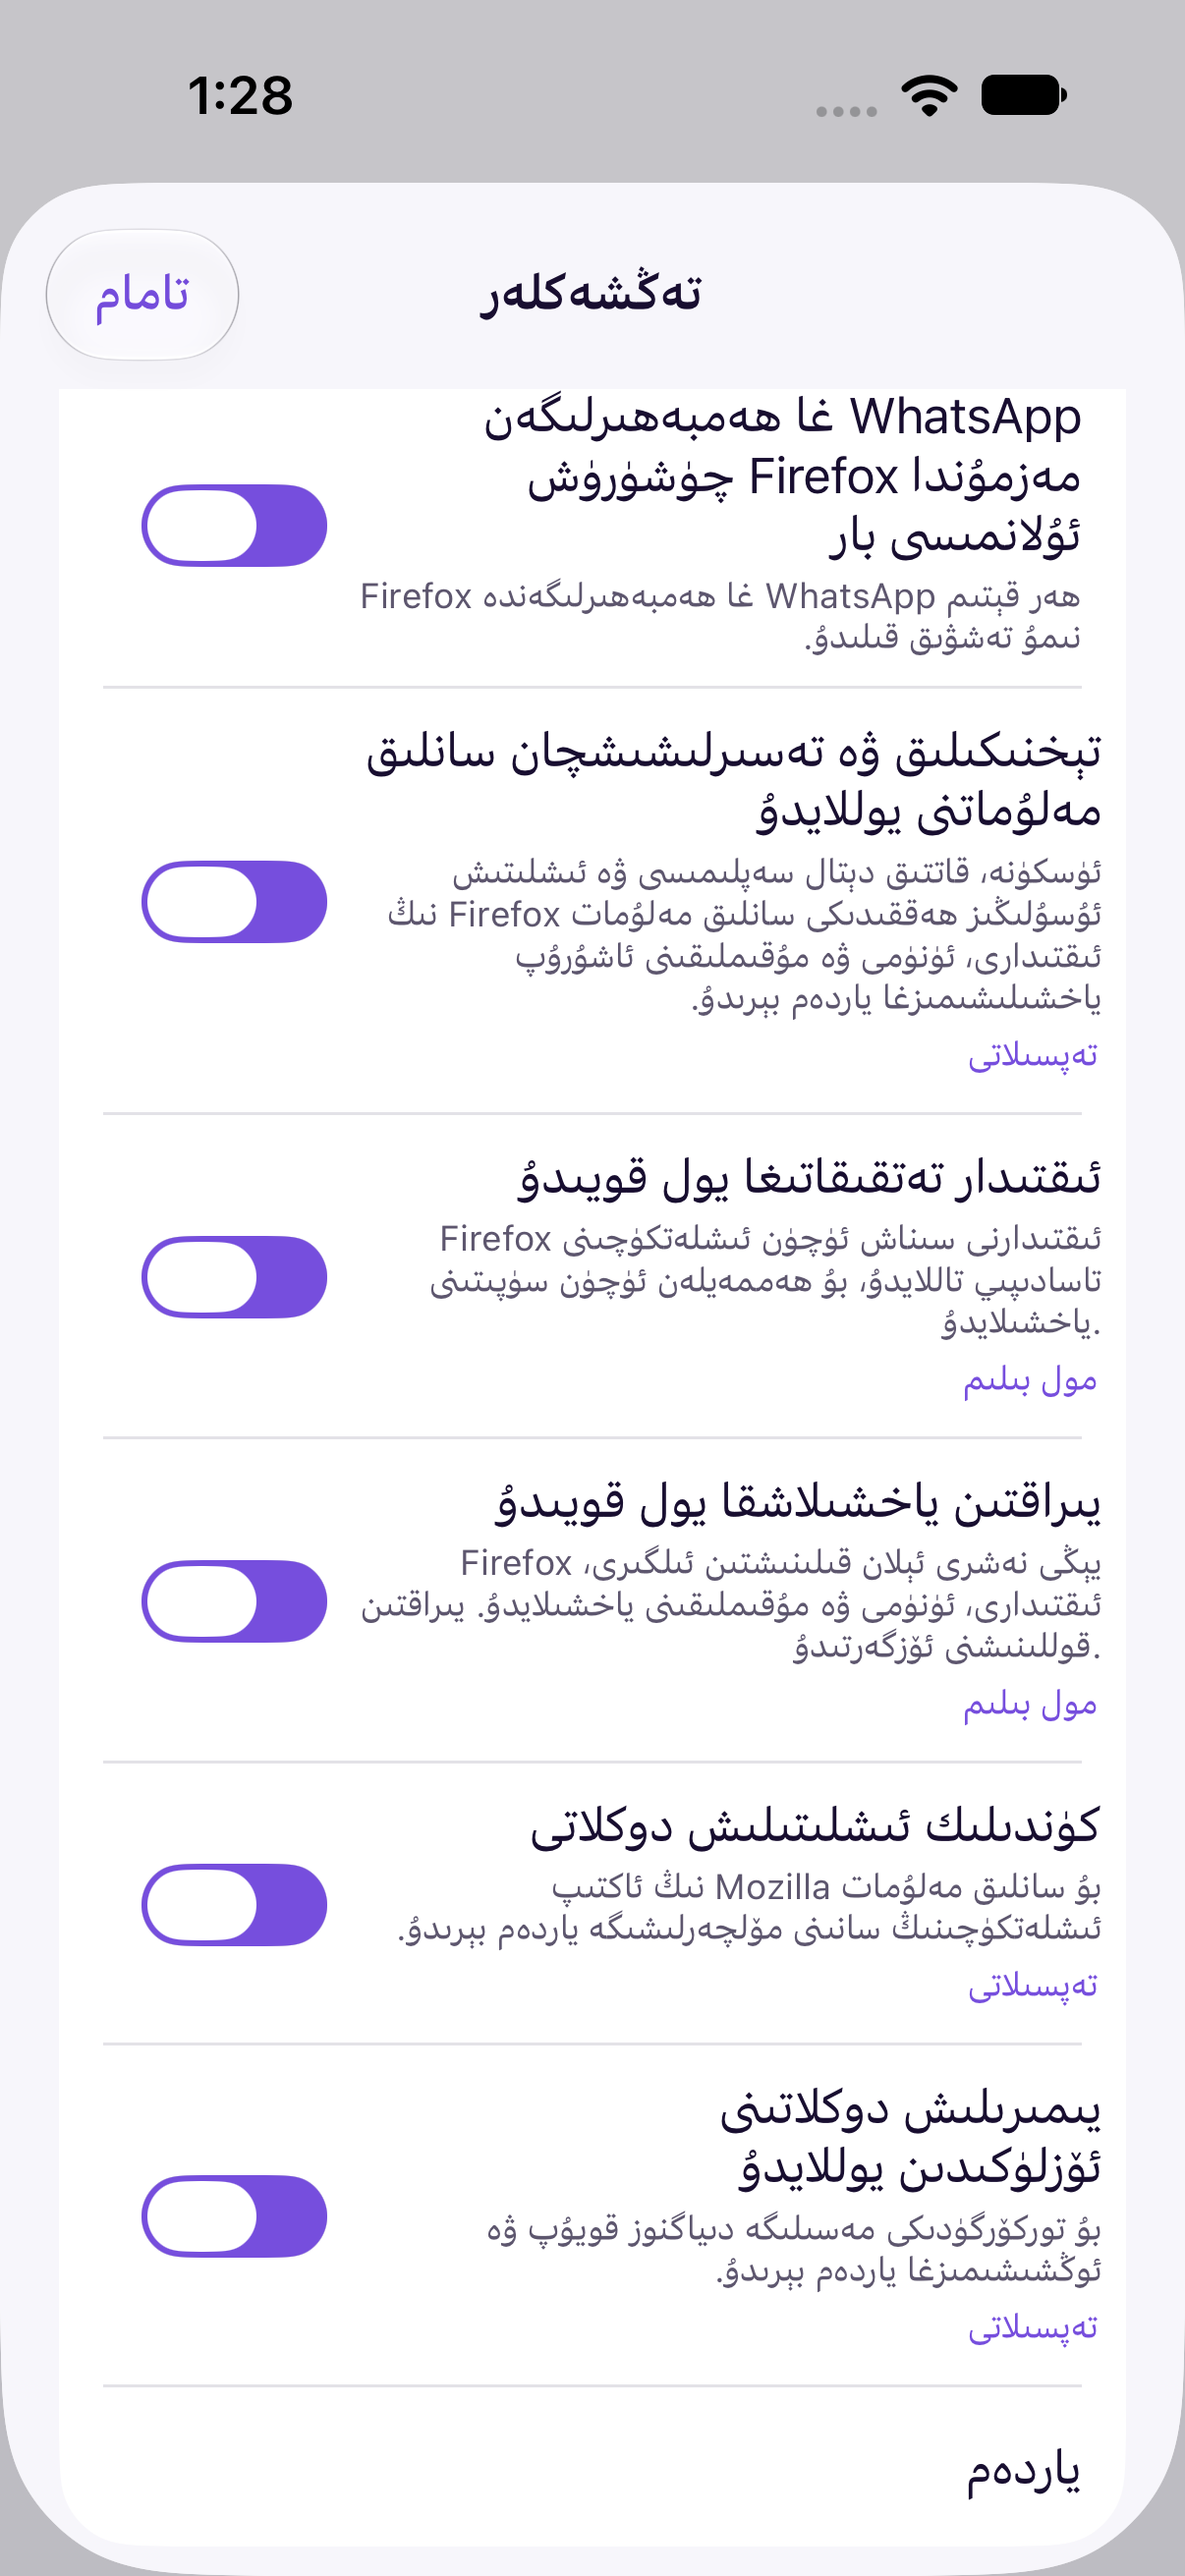 1:28
تەڭشەكلەر
تامام
WhatsApp غا ھەمبەھىرلىگەن
مەزمۇندا Firefox چۈشۈرۈش
ئۇلانمىسى بار
ھەر قېتىم WhatsApp غا ھەمبەھىرلىگەندە Firefox
نىمۇ تەشۋىق قىلىدۇ.
تېخنىكىلىق ۋە تەسىرلىشىشچان سانلىق
مەلۇماتنى يوللايدۇ
ئۈسكۈنە، قاتتىق دېتال سەپلىمىسى ۋە ئىشلىتىش
ئۇسۇلىڭىز ھەققىدىكى سانلىق مەلۇمات Firefox نىڭ
ئىقتىدارى، ئۈنۈمى ۋە مۇقىملىقىنى ئاشۇرۇپ
ياخشىلىشىمىزغا ياردەم بېرىدۇ.
تەپسىلاتى
ئىقتىدار تەتقىقاتىغا يول قويىدۇ
ئىقتىدارنى سىناش ئۈچۈن ئىشلەتكۈچىنى Firefox
تاسادىپىي تاللايدۇ، بۇ ھەممەيلەن ئۈچۈن سۈپىتىنى
ياخشىلايدۇ.
مول بىلىم
يىراقتىن ياخشىلاشقا يول قويىدۇ
يېڭى نەشرى ئېلان قىلىنىشتىن ئىلگىرى، Firefox
ئىقتىدارى، ئۈنۈمى ۋە مۇقىملىقىنى ياخشىلايدۇ. يىراقتىن
قوللىنىشنى ئۆزگەرتىدۇ.
مول بىلىم
كۈندىلىك ئىشلىتىلىش دوكلاتى
بۇ سانلىق مەلۇمات Mozilla نىڭ ئاكتىپ
ئىشلەتكۈچىنىڭ سانىنى مۆلچەرلىشىگە ياردەم بېرىدۇ.
تەپسىلاتى
يىمىرىلىش دوكلاتىنى
ئۆزلۈكىدىن يوللايدۇ
بۇ توركۆرگۈدىكى مەسىلىگە دىياگنوز قويۇپ ۋە
ئوڭشىشىمىزغا ياردەم بېرىدۇ.
تەپسىلاتى
ياردەم